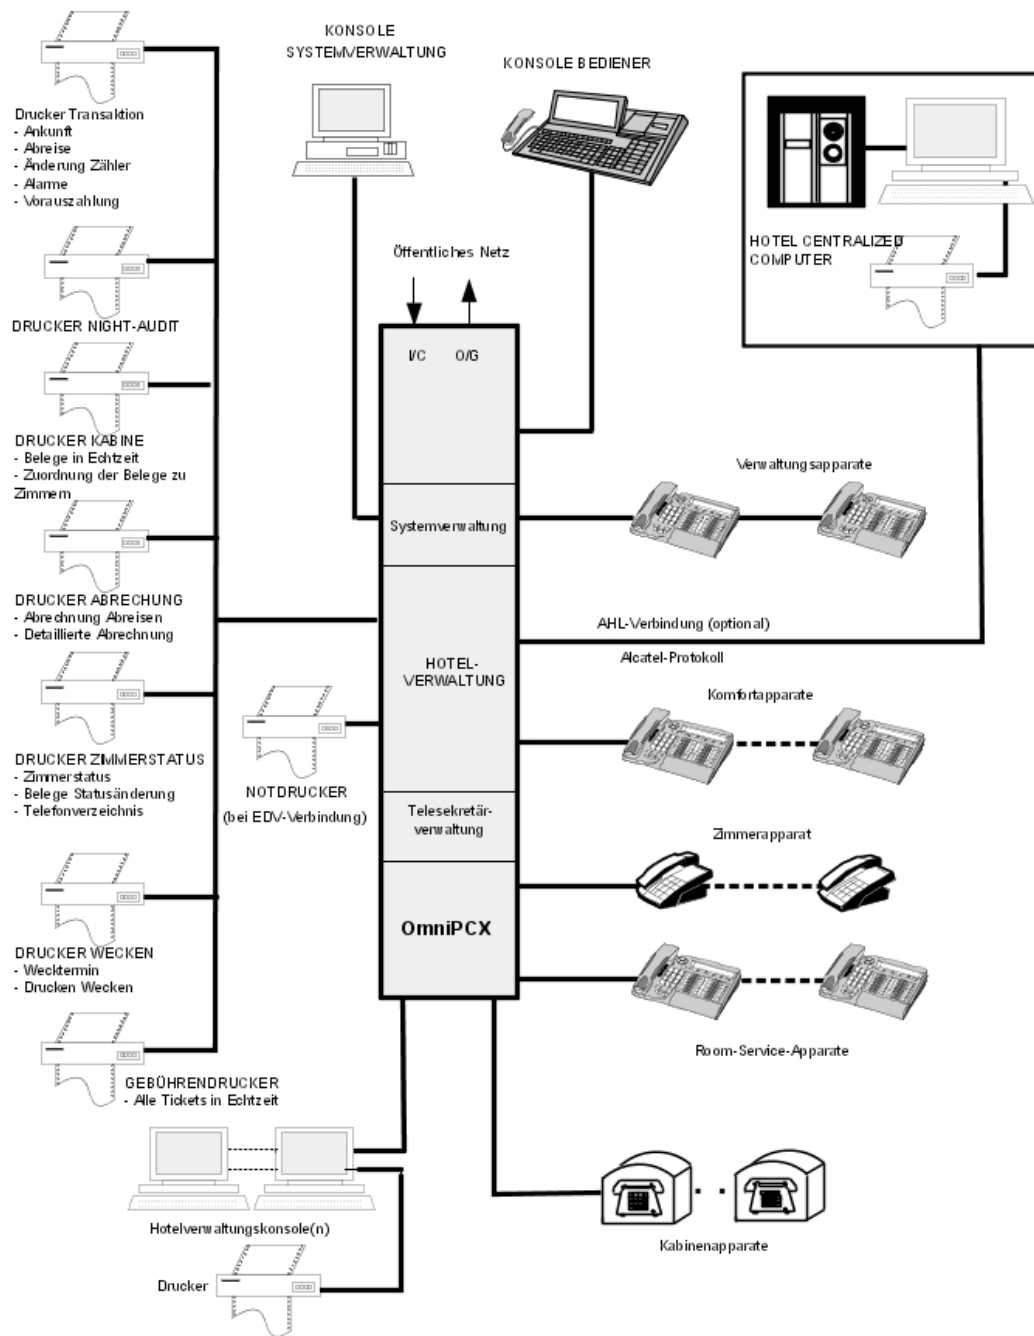 KONSOLE
SYSTEMVERWALTUNG
KONSOLE BEDIENER
Drucker Transaktion
- Ankunft
- Abreise
- Änderung Zähler
- Alarme
- Vorauszahlung
HOTEL CENTRALIZED
COMPUTER
Öffentliches Netz
DRUCKER NIGHT-AUDIT
I/C O/G
DRUCKER KABINE
- Belege in Echtzeit
- Zuordnung der Belege zu
Zimmern
Verwaltungsapparate
Systemverwaltung
DRUCKER ABRECHUNG
- Abrechnung Abreisen
- Detaillierte Abrechnung
AHL-Verbindung (optional)
Alcatel-Protokoll
HOTEL-
VERWALTUNG
Komfortapparate
DRUCKER ZIMMERSTATUS
- Zimmerstatus
- Belege Statusänderung
- Telefonverzeichnis
NOTDRUCKER
(bei EDV-Verbindung)
Telesekretär-
verwaltung
Zimmerapparat
OmniPCX
DRUCKER WECKEN
- Wecktermin
- Drucken Wecken
Room-Service-Apparate
GEBÜHRENDRUCKER
- Alle Tickets in Echtzeit
Hotelverwaltungskonsole(n)
Kabinenapparate
Drucker